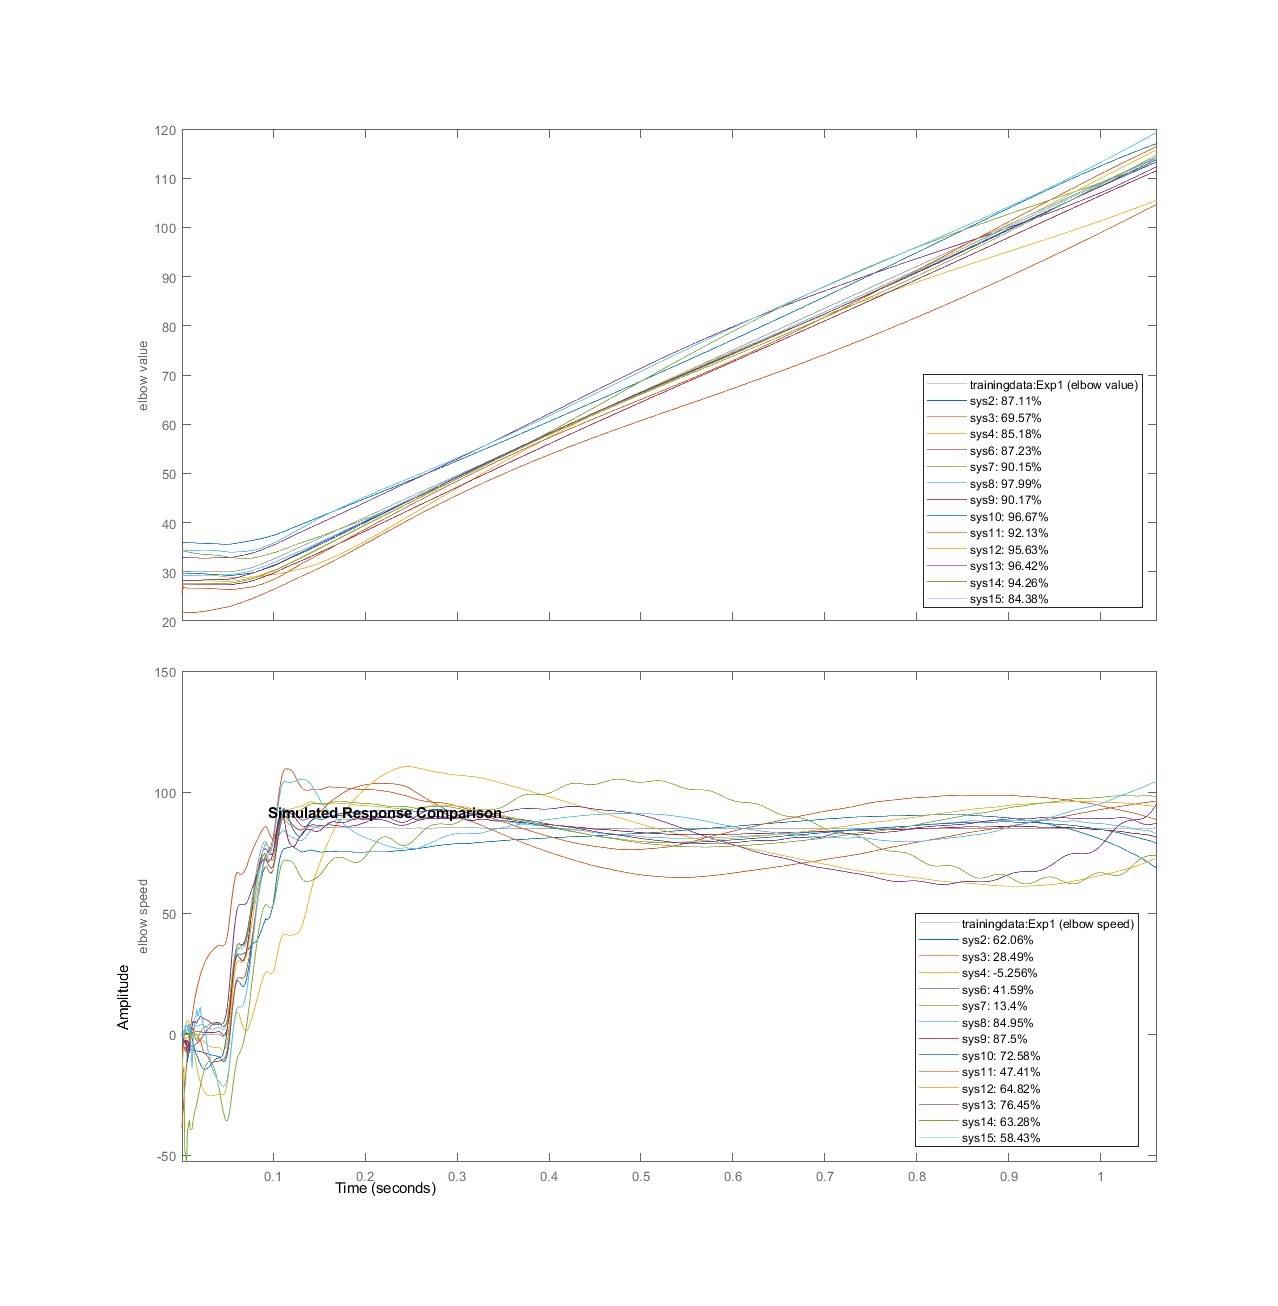 120
110
100
90
80
70
60
50
40
30
20
elbow value
trainingdata:Exp1 (elbow value)
sys2: 87.11%
sys3: 69.57%
sys4: 85.18%
sys6: 87.23%
sys7: 90.15%
sys8: 97.99%
sys9: 90.17%
sys10: 96.67%
sys11: 92.13%
sys12: 95.63%
sys13: 96.42%
sys14: 94.26%
sys15: 84.38%
150
100
50
0
-50
Simulated Response Comparison
elbow speed
Amplitude
trainingdata:Exp1 (elbow speed)
sys2: 62.06%
sys3: 28.49%
sys4: -5.256%
sys6: 41.59%
sys7: 13.4%
sys8: 84.95%
sys9: 87.5%
sys10: 72.58%
sys11: 47.41%
sys12: 64.82%
sys13: 76.45%
sys14: 63.28%
sys15: 58.43%
0.1 0.2 0.3 0.4 0.5 0.6 0.7 0.8 0.9 1
Time (seconds)